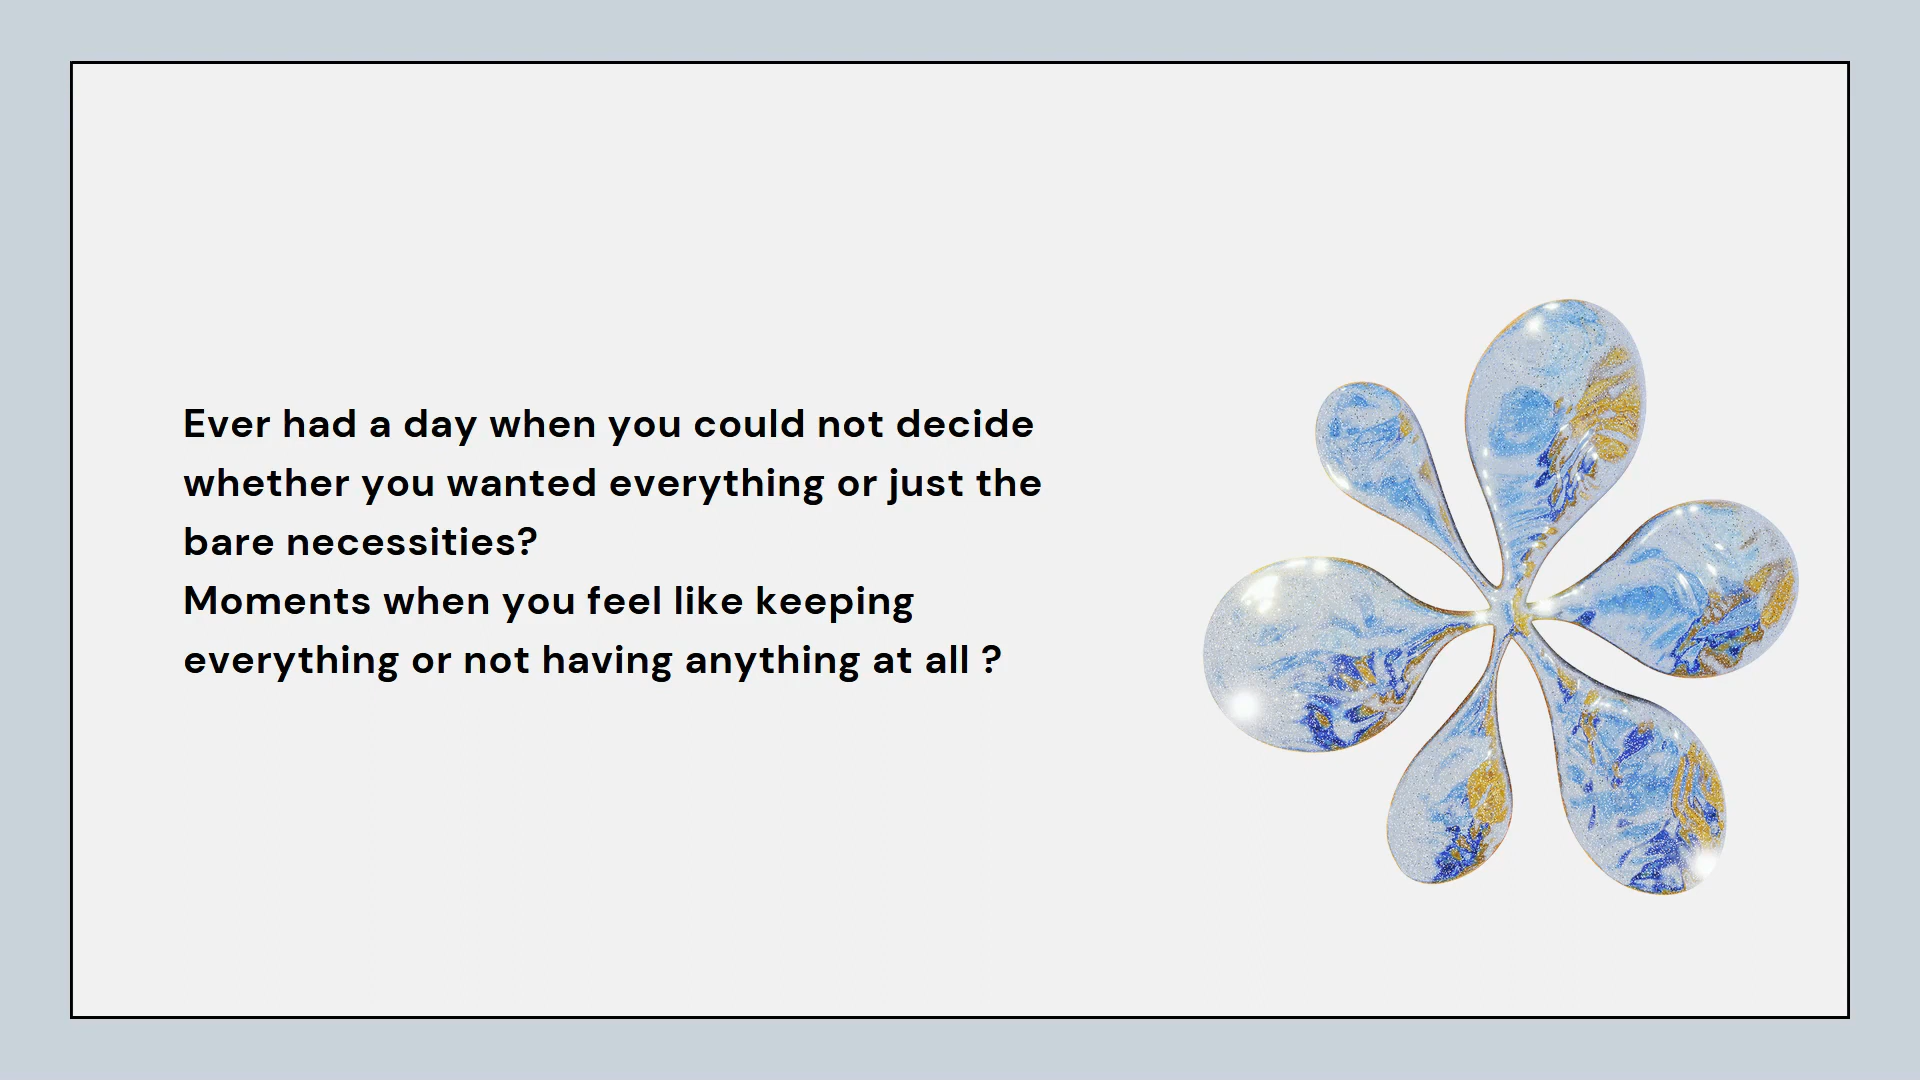 Ever had a day when you could not decide
whether you wanted everything or just the
bare necessities?
Moments when you feel like keeping
everything or not having anything at all ?